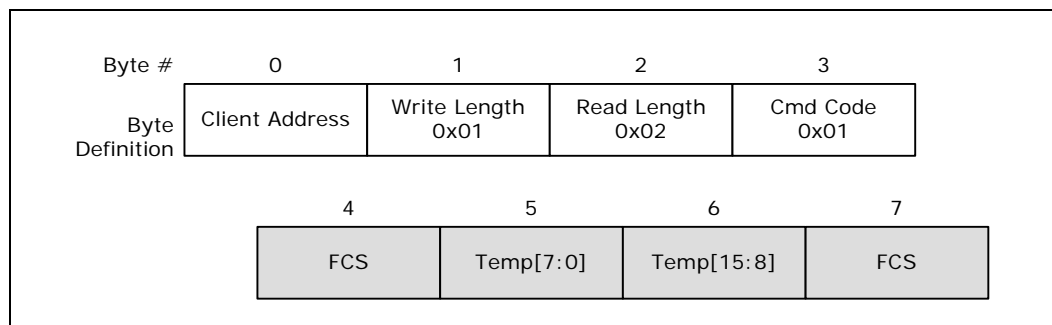 Byte # 0 1 2 3
Byte Definition
Client Address
Write Length
0x01
Read Length
0x02
Cmd Code
0x01
4 5 6 7
FCS Temp[7:0] Temp[15:8] FCS